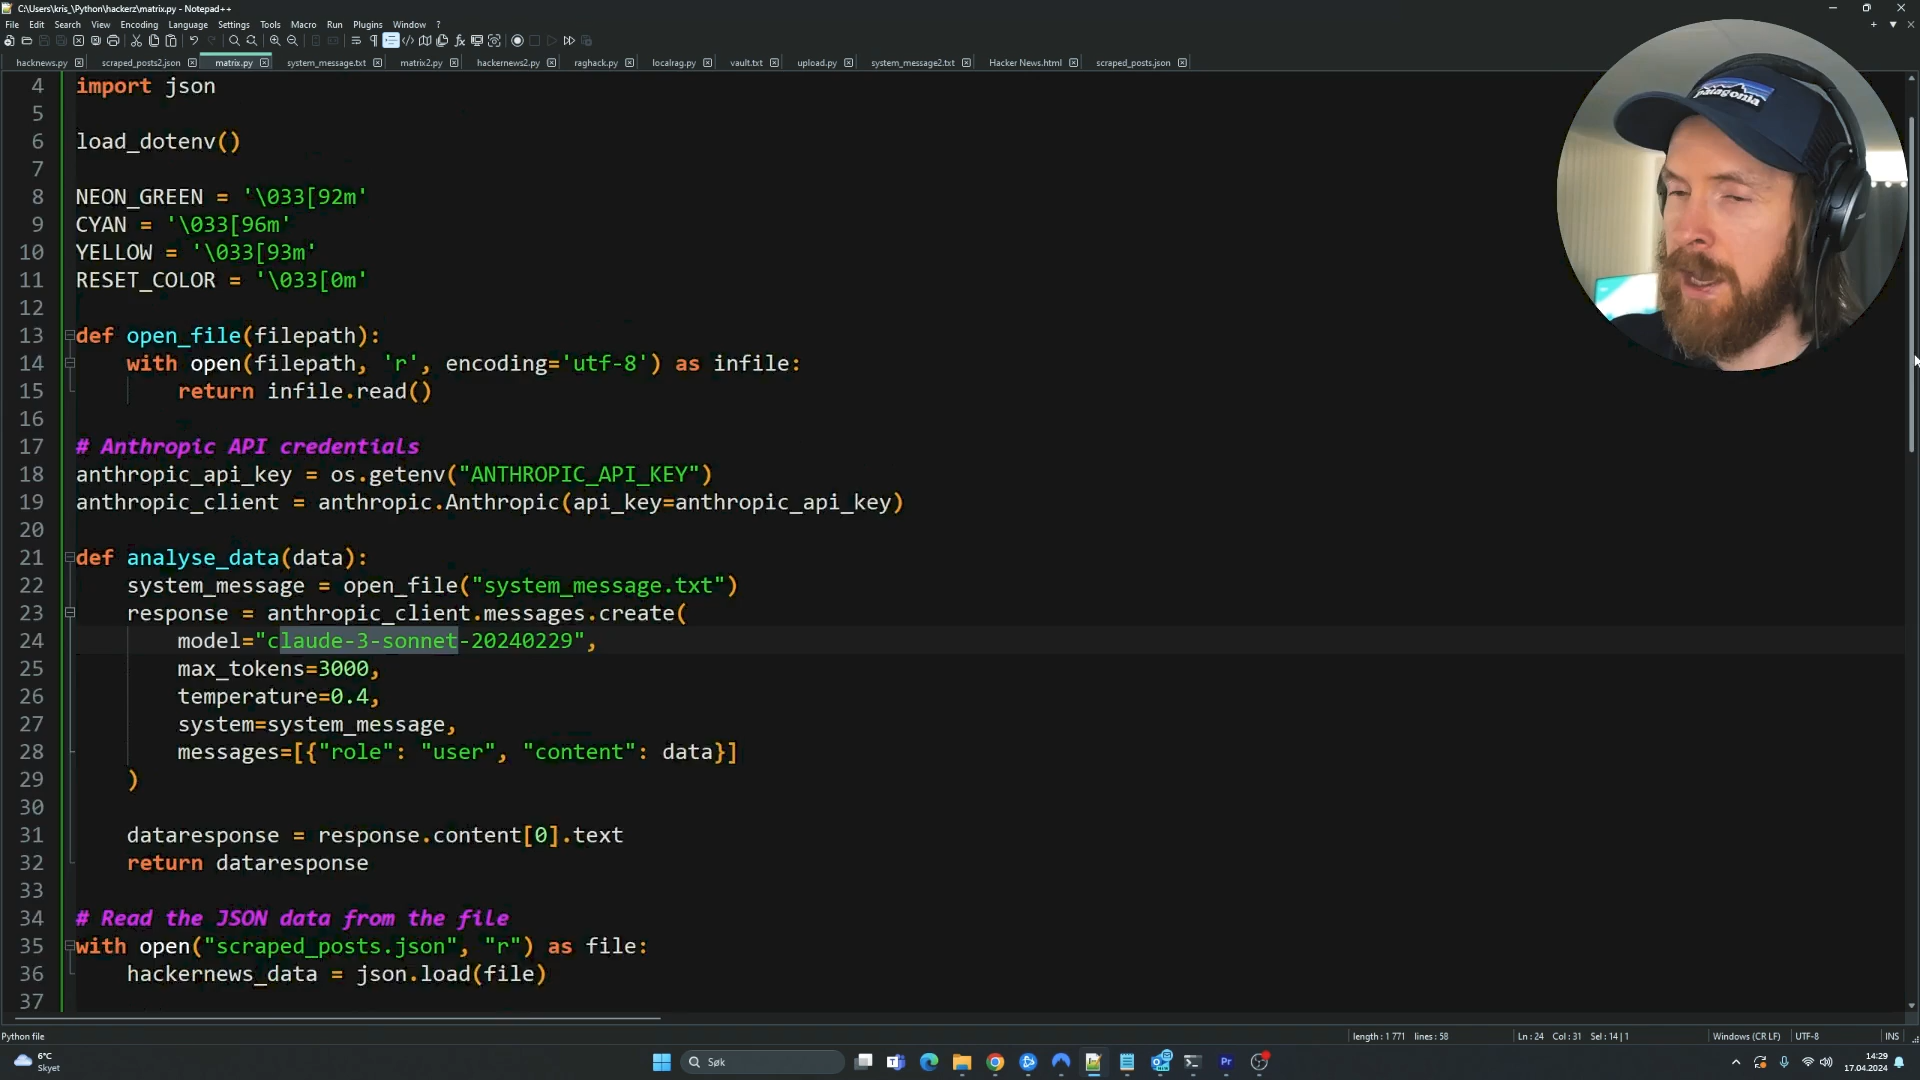 C:\Users\kris_\Python\hackerz\matrix.py - Notepad++
File Edit Search View Encoding Language Settings Tools Macro Run Plugins Window ?
hacknews.py scraped_posts2.json matrix.py system_message.txt matrix2.py hackernews2.py raghack.py localrag.py vault.txt upload.py system_message2.txt Hacker News.html scraped_posts.json
patagonia
4 import json
5
6 load_dotenv()
7
8 NEON_GREEN = '\033[92m'
9 CYAN = '\033[96m'
10 YELLOW = '\033[93m'
11 RESET_COLOR = '\033[0m'
12
13 def open_file(filepath):
14 with open(filepath, 'r', encoding='utf-8') as infile:
15 return infile.read()
16
17 # Anthropic API credentials
18 anthropic_api_key = os.getenv("ANTHROPIC_API_KEY")
19 anthropic_client = anthropic.Anthropic(api_key=anthropic_api_key)
20
21 def analyse_data(data):
22 system_message = open_file("system_message.txt")
23 response = anthropic_client.messages.create(
24 model="claude-3-sonnet-20240229",
25 max_tokens=3000,
26 temperature=0.4,
27 system=system_message,
28 messages=[{"role": "user", "content": data}]
29 )
30
31 dataresponse = response.content[0].text
32 return dataresponse
33
34 # Read the JSON data from the file
35 with open("scraped_posts.json", "r") as file:
36 hackernews_data = json.load(file)
37
Python file length : 1 771 lines : 58 Ln : 24 Col : 31 Sel : 14 | 1 Windows (CR LF) UTF-8 INS
6°C
Skyet
Søk
Pr
14:29
17.04.2024